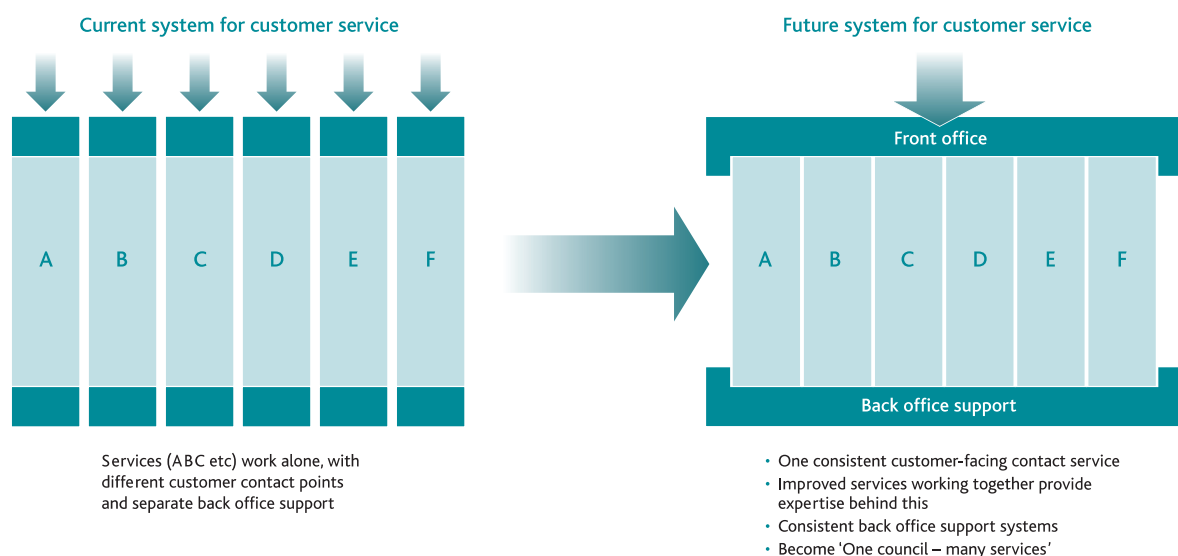 Current system for customer service
A B C D E F
Services (ABC etc) work alone, with
different customer contact points
and separate back office support
Future system for customer service
Front office
A B C D E F
Back office support
• One consistent customer-facing contact service
• Improved services working together provide
expertise behind this
• Consistent back office support systems
• Become ‘One council – many services’